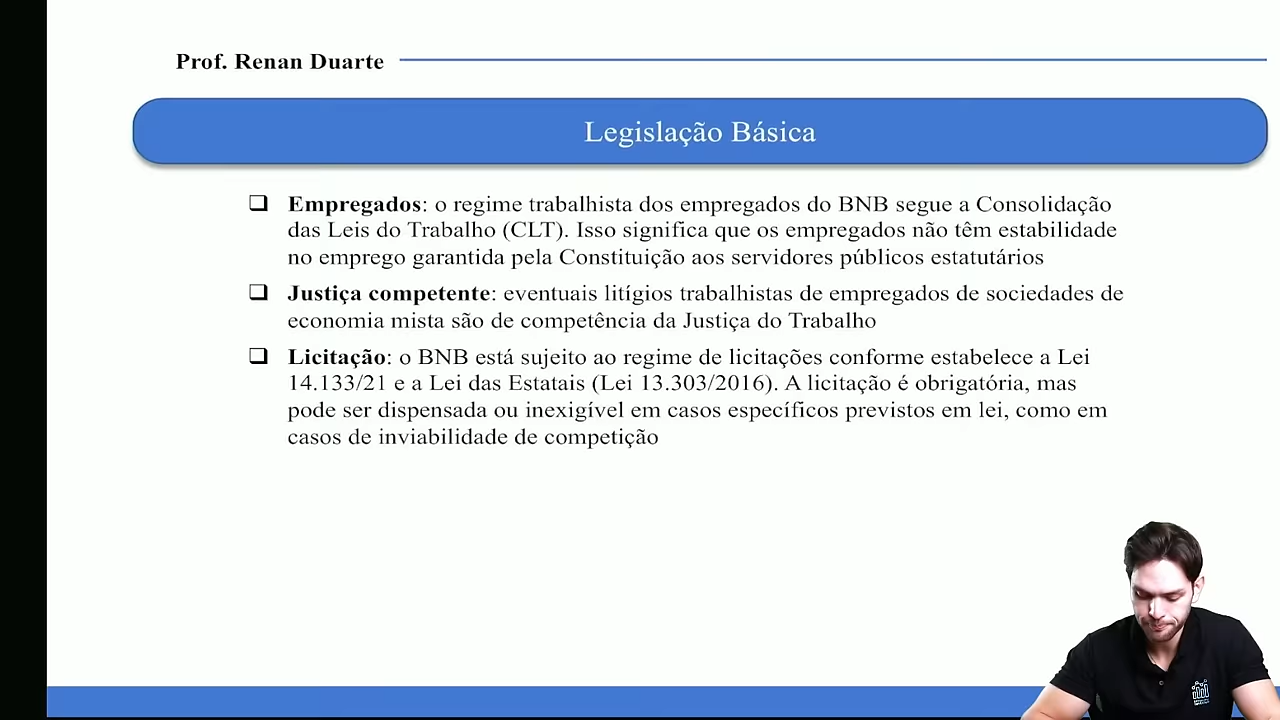 Prof. Renan Duarte
Legislação Básica
Empregados: o regime trabalhista dos empregados do BNB segue a Consolidação
das Leis do Trabalho (CLT). Isso significa que os empregados não têm estabilidade
no emprego garantida pela Constituição aos servidores públicos estatutários
Justiça competente: eventuais litígios trabalhistas de empregados de sociedades de
economia mista são de competência da Justiça do Trabalho
Licitação: o BNB está sujeito ao regime de licitações conforme estabelece a Lei
14.133/21 e a Lei das Estatais (Lei 13.303/2016). A licitação é obrigatória, mas
pode ser dispensada ou inexigível em casos específicos previstos em lei, como em
casos de inviabilidade de competição